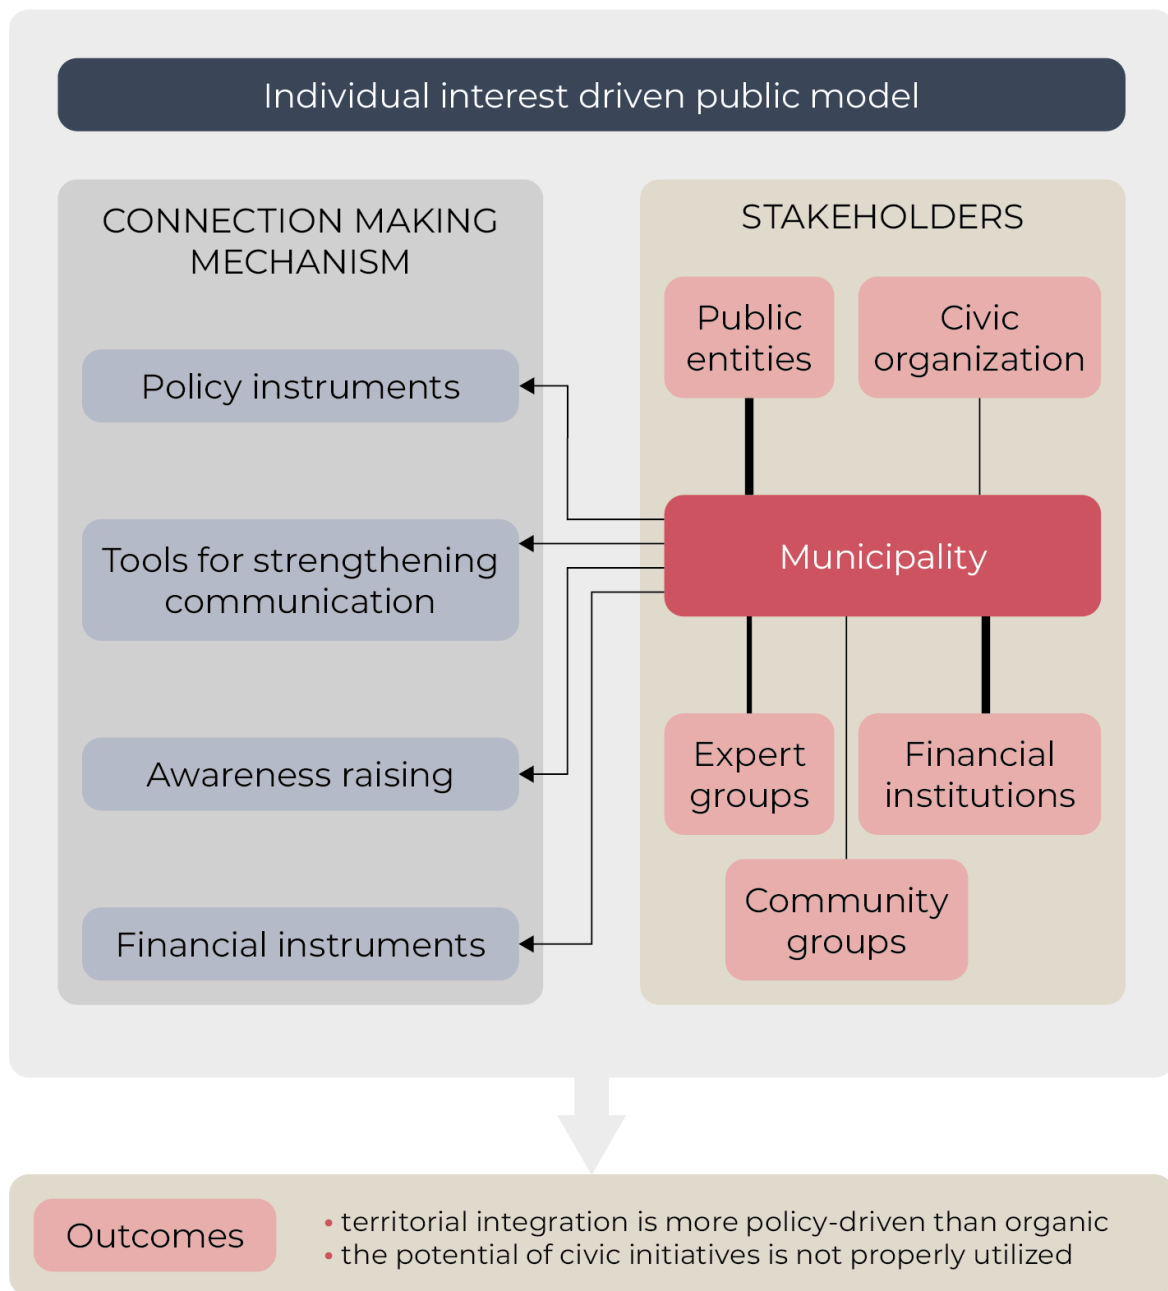 Individual interest driven public model
CONNECTION MAKING
MECHANISM
Policy instruments
Tools for strengthening
communication
Awareness raising
Financial instruments
STAKEHOLDERS
Public
entities
Civic
organization
Municipality
Expert
groups
Financial
institutions
Community
groups
Outcomes
• territorial integration is more policy-driven than organic
• the potential of civic initiatives is not properly utilized